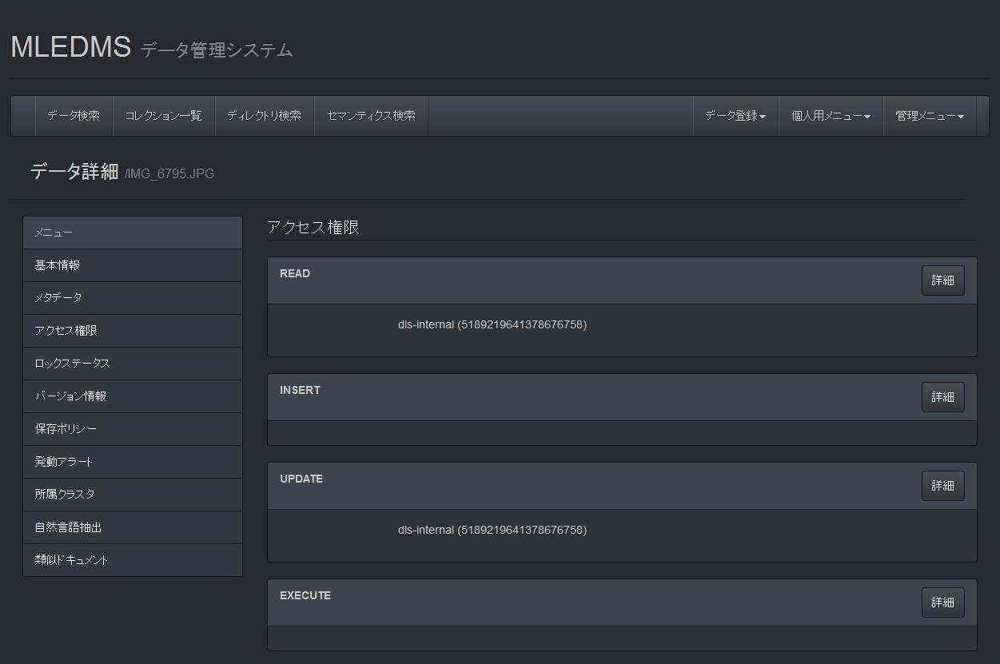 MLEDMS データ管理システム
データ検索 コレクション一覧 ディレクトリ検索 セマンティクス検索 データ登録 個人用メニュー 管理メニュー
データ詳細 /IMG_6795.JPG
メニュー
基本情報
メタデータ
アクセス権限
ロックステータス
バージョン情報
保存ポリシー
発動アラート
所属クラスタ
自然言語抽出
類似ドキュメント
アクセス権限
READ 詳細
dls-internal (5189219641378676758)
INSERT 詳細
UPDATE 詳細
dls-internal (5189219641378676758)
EXECUTE 詳細